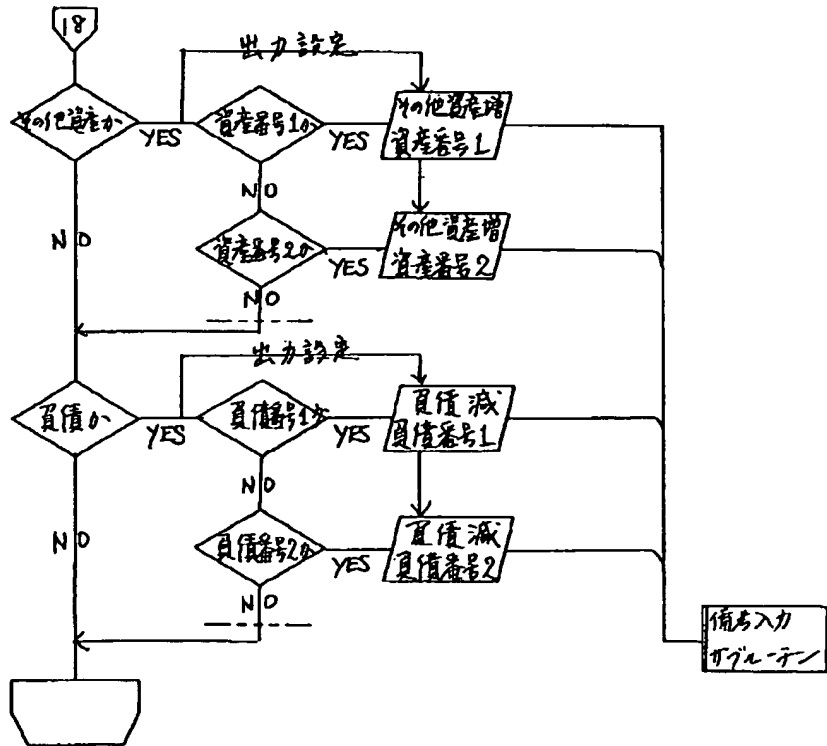 18
出力設定
その他資産か
YES
資産番号1か
YES
その他資産増
資産番号1
NO
NO
資産番号2か
YES
その他資産増
資産番号2
NO
出力設定
負債か
YES
負債番号1か
YES
負債減
負債番号1
NO
NO
負債番号2か
YES
負債減
負債番号2
NO
備考入力
サブルーチン